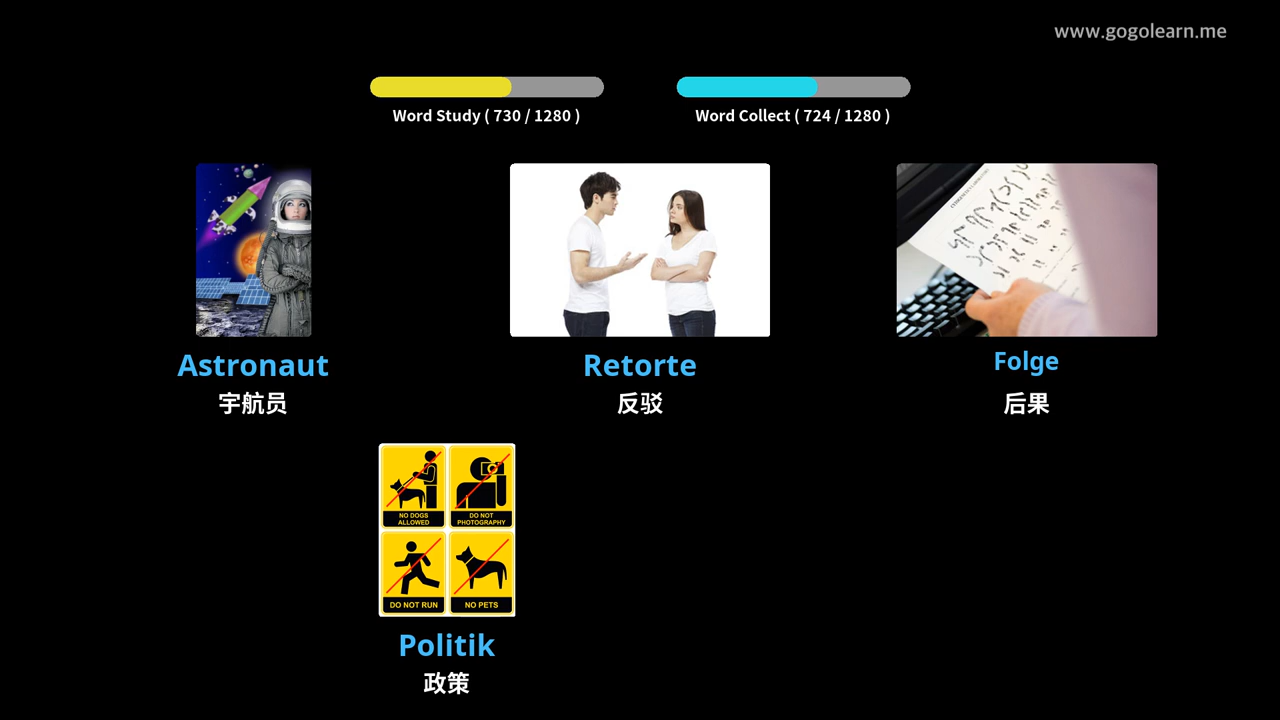 www.gogolearn.me
Word Study ( 730 / 1280 )
Word Collect ( 724 / 1280 )
Astronaut
宇航员
Retorte
反驳
Folge
后果
NO DOGS
ALLOWED
DO NOT
PHOTOGRAPHY
DO NOT RUN
NO PETS
Politik
政策